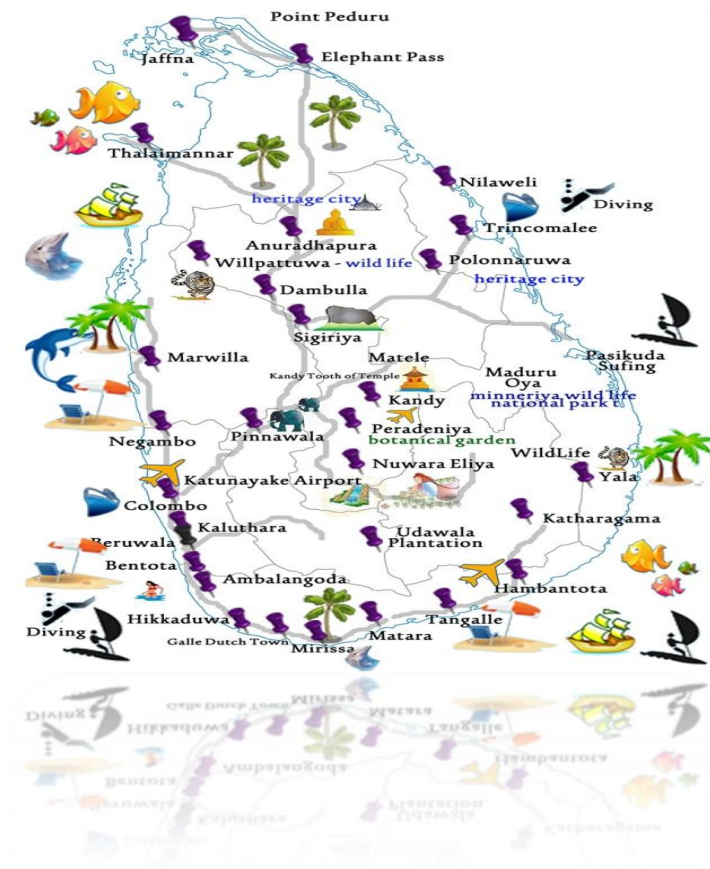 Point Peduru
Jaffna
Elephant Pass
Thalaimannar
Nilaweli
heritage city
Diving
Trincomalee
Anuradhapura
Willpattuwa - wild life
Polonnaruwa
heritage city
Dambulla
Sigiriya
Marwilla
Matele
Pasikuda
Sufing
Kandy Tooth of Temple
Maduru
Oya
Kandy
minneriya wild life
national park t
Negambo
Pinnawala
Peradeniya
botanical garden
WildLife
Nuwara Eliya
Yala
Katunayake Airport
Colombo
Kaluthara
Katharagama
Beruwala
Udawala
Plantation
Bentota
Ambalangoda
Hambantota
Hikkaduwa
Tangalle
Diving
Galle Dutch Town
Matara
Mirissa